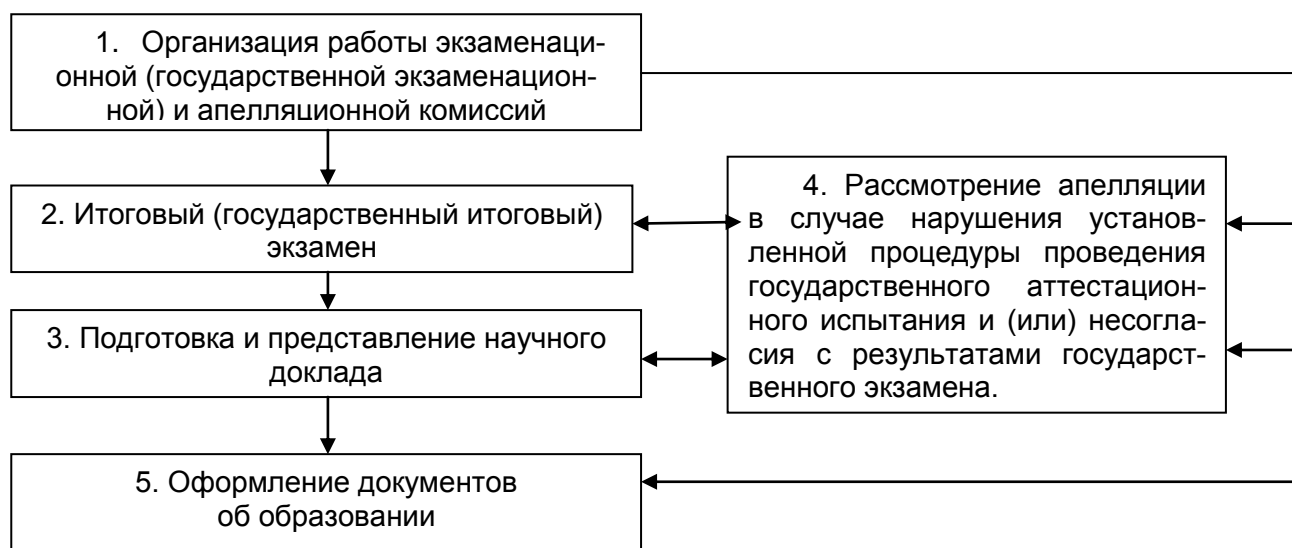 1. Организация работы экзаменаци-
онной (государственной экзаменацион-
ной) и апелляционной комиссий
2. Итоговый (государственный итоговый)
экзамен
3. Подготовка и представление научного
доклада
4. Рассмотрение апелляции
в случае нарушения установ-
ленной процедуры проведения
государственного аттестацион-
ного испытания и (или) несогла-
сия с результатами государст-
венного экзамена.
5. Оформление документов
об образовании